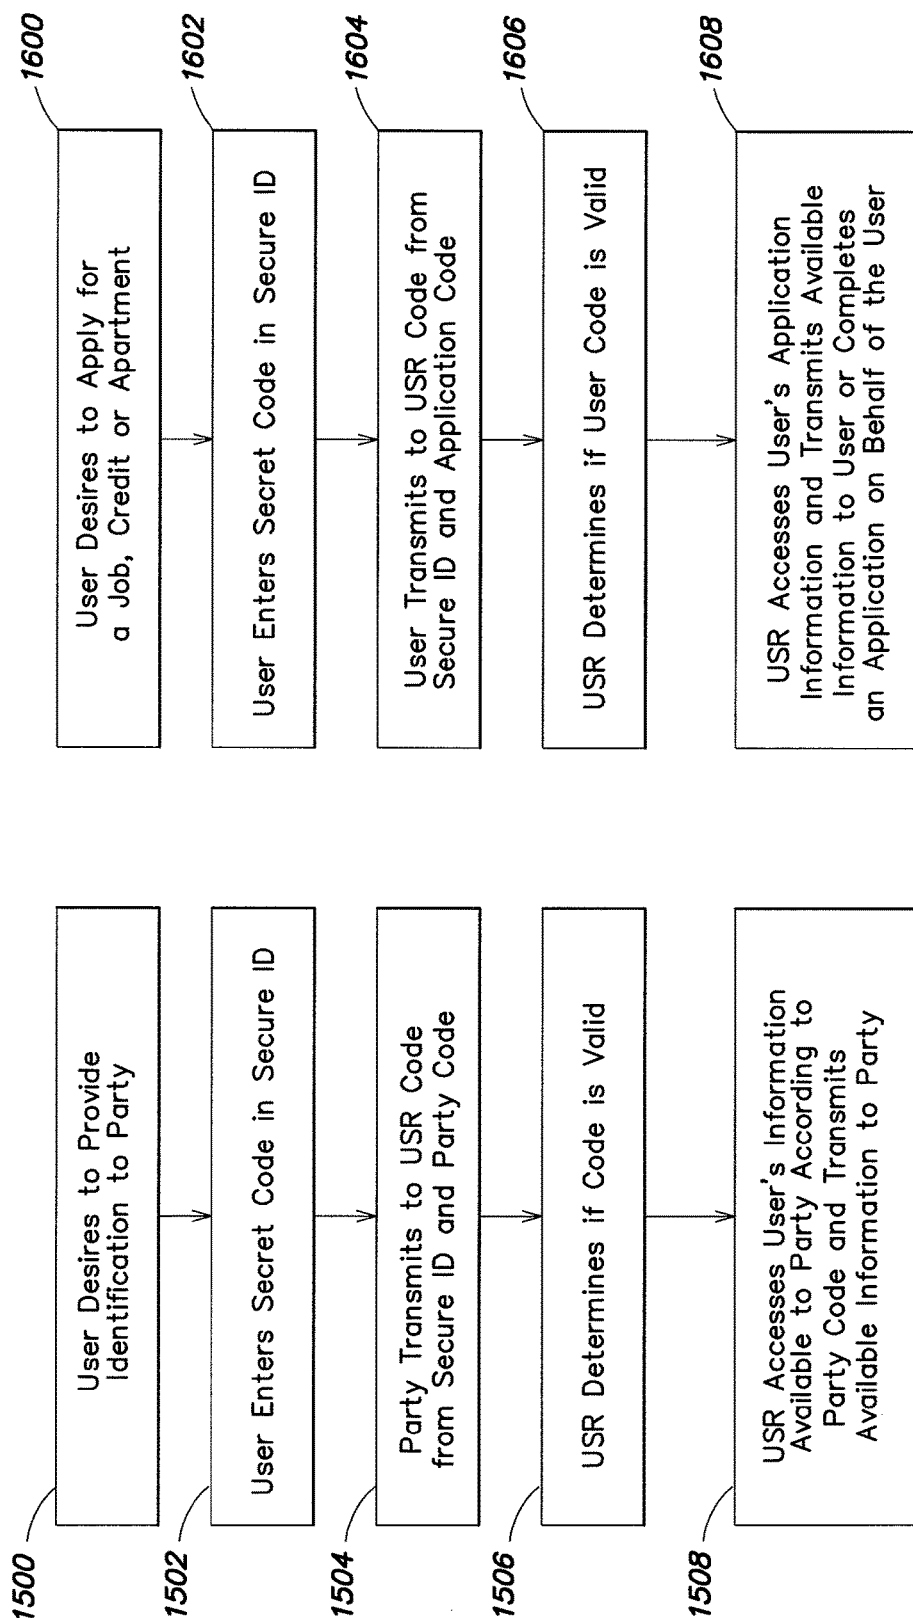 1500
User Desires to Provide
Identification to Party
1502
User Enters Secret Code in Secure ID
1504
Party Transmits to USR Code
from Secure ID and Party Code
1506
USR Determines if Code is Valid
1508
USR Accesses User's Information
Available to Party According to
Party Code and Transmits
Available Information to Party
1600
User Desires to Apply for
a Job, Credit or Apartment
1602
User Enters Secret Code in Secure ID
1604
User Transmits to USR Code from
Secure ID and Application Code
1606
USR Determines if User Code is Valid
1608
USR Accesses User's Application
Information and Transmits Available
Information to User or Completes
an Application on Behalf of the User